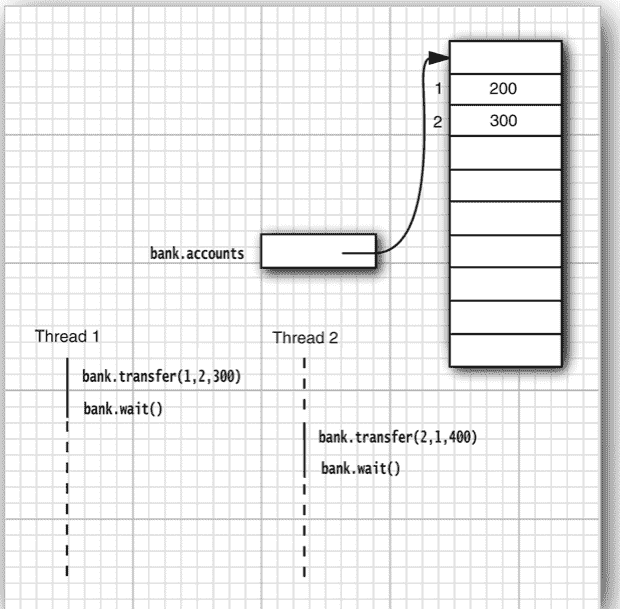 1 200
2 300
bank.accounts
Thread 1 Thread 2
bank.transfer(1,2,300)
bank.wait()
bank.transfer(2,1,400)
bank.wait()